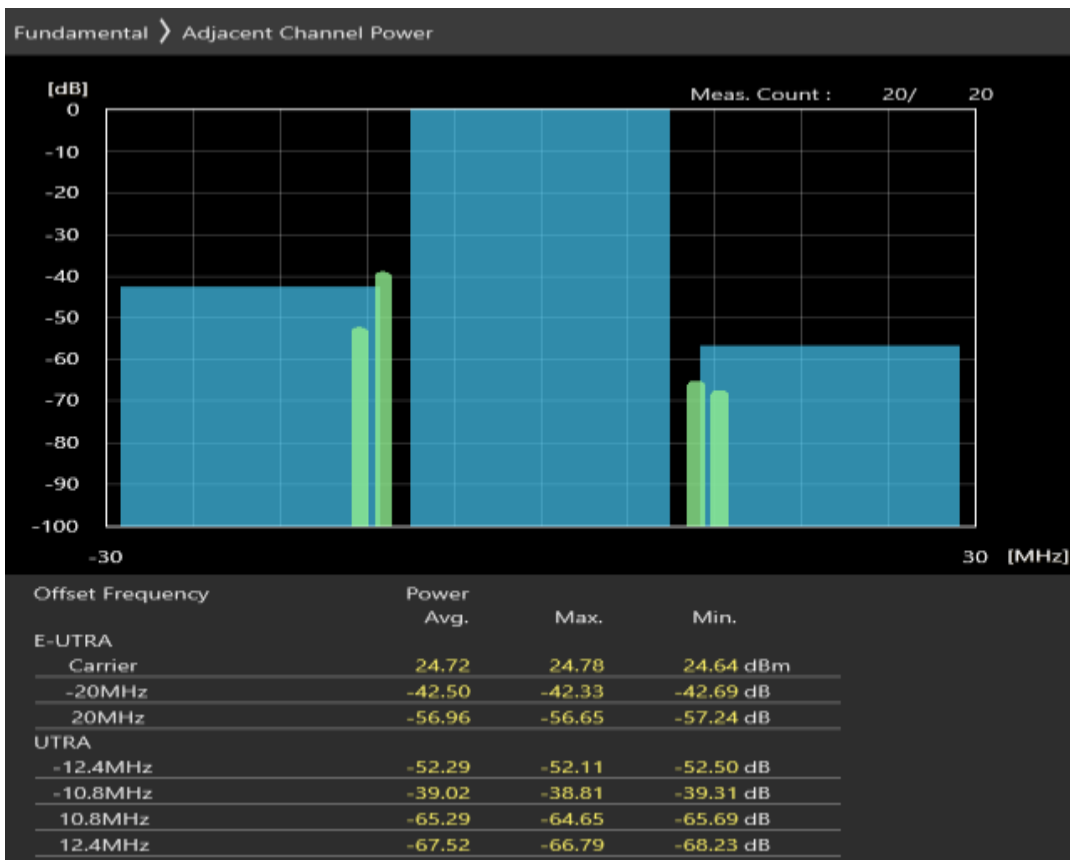 Fundamental ❯ Adjacent Channel Power
[dB]
Meas. Count : 20/ 20
0
-10
-20
-30
-40
-50
-60
-70
-80
-90
-100
-30 30 [MHz]
Offset Frequency Power
Avg. Max. Min.
E-UTRA
Carrier 24.72 24.78 24.64 dBm
-20MHz -42.50 -42.33 -42.69 dB
20MHz -56.96 -56.65 -57.24 dB
UTRA
-12.4MHz -52.29 -52.11 -52.50 dB
-10.8MHz -39.02 -38.81 -39.31 dB
10.8MHz -65.29 -64.65 -65.69 dB
12.4MHz -67.52 -66.79 -68.23 dB